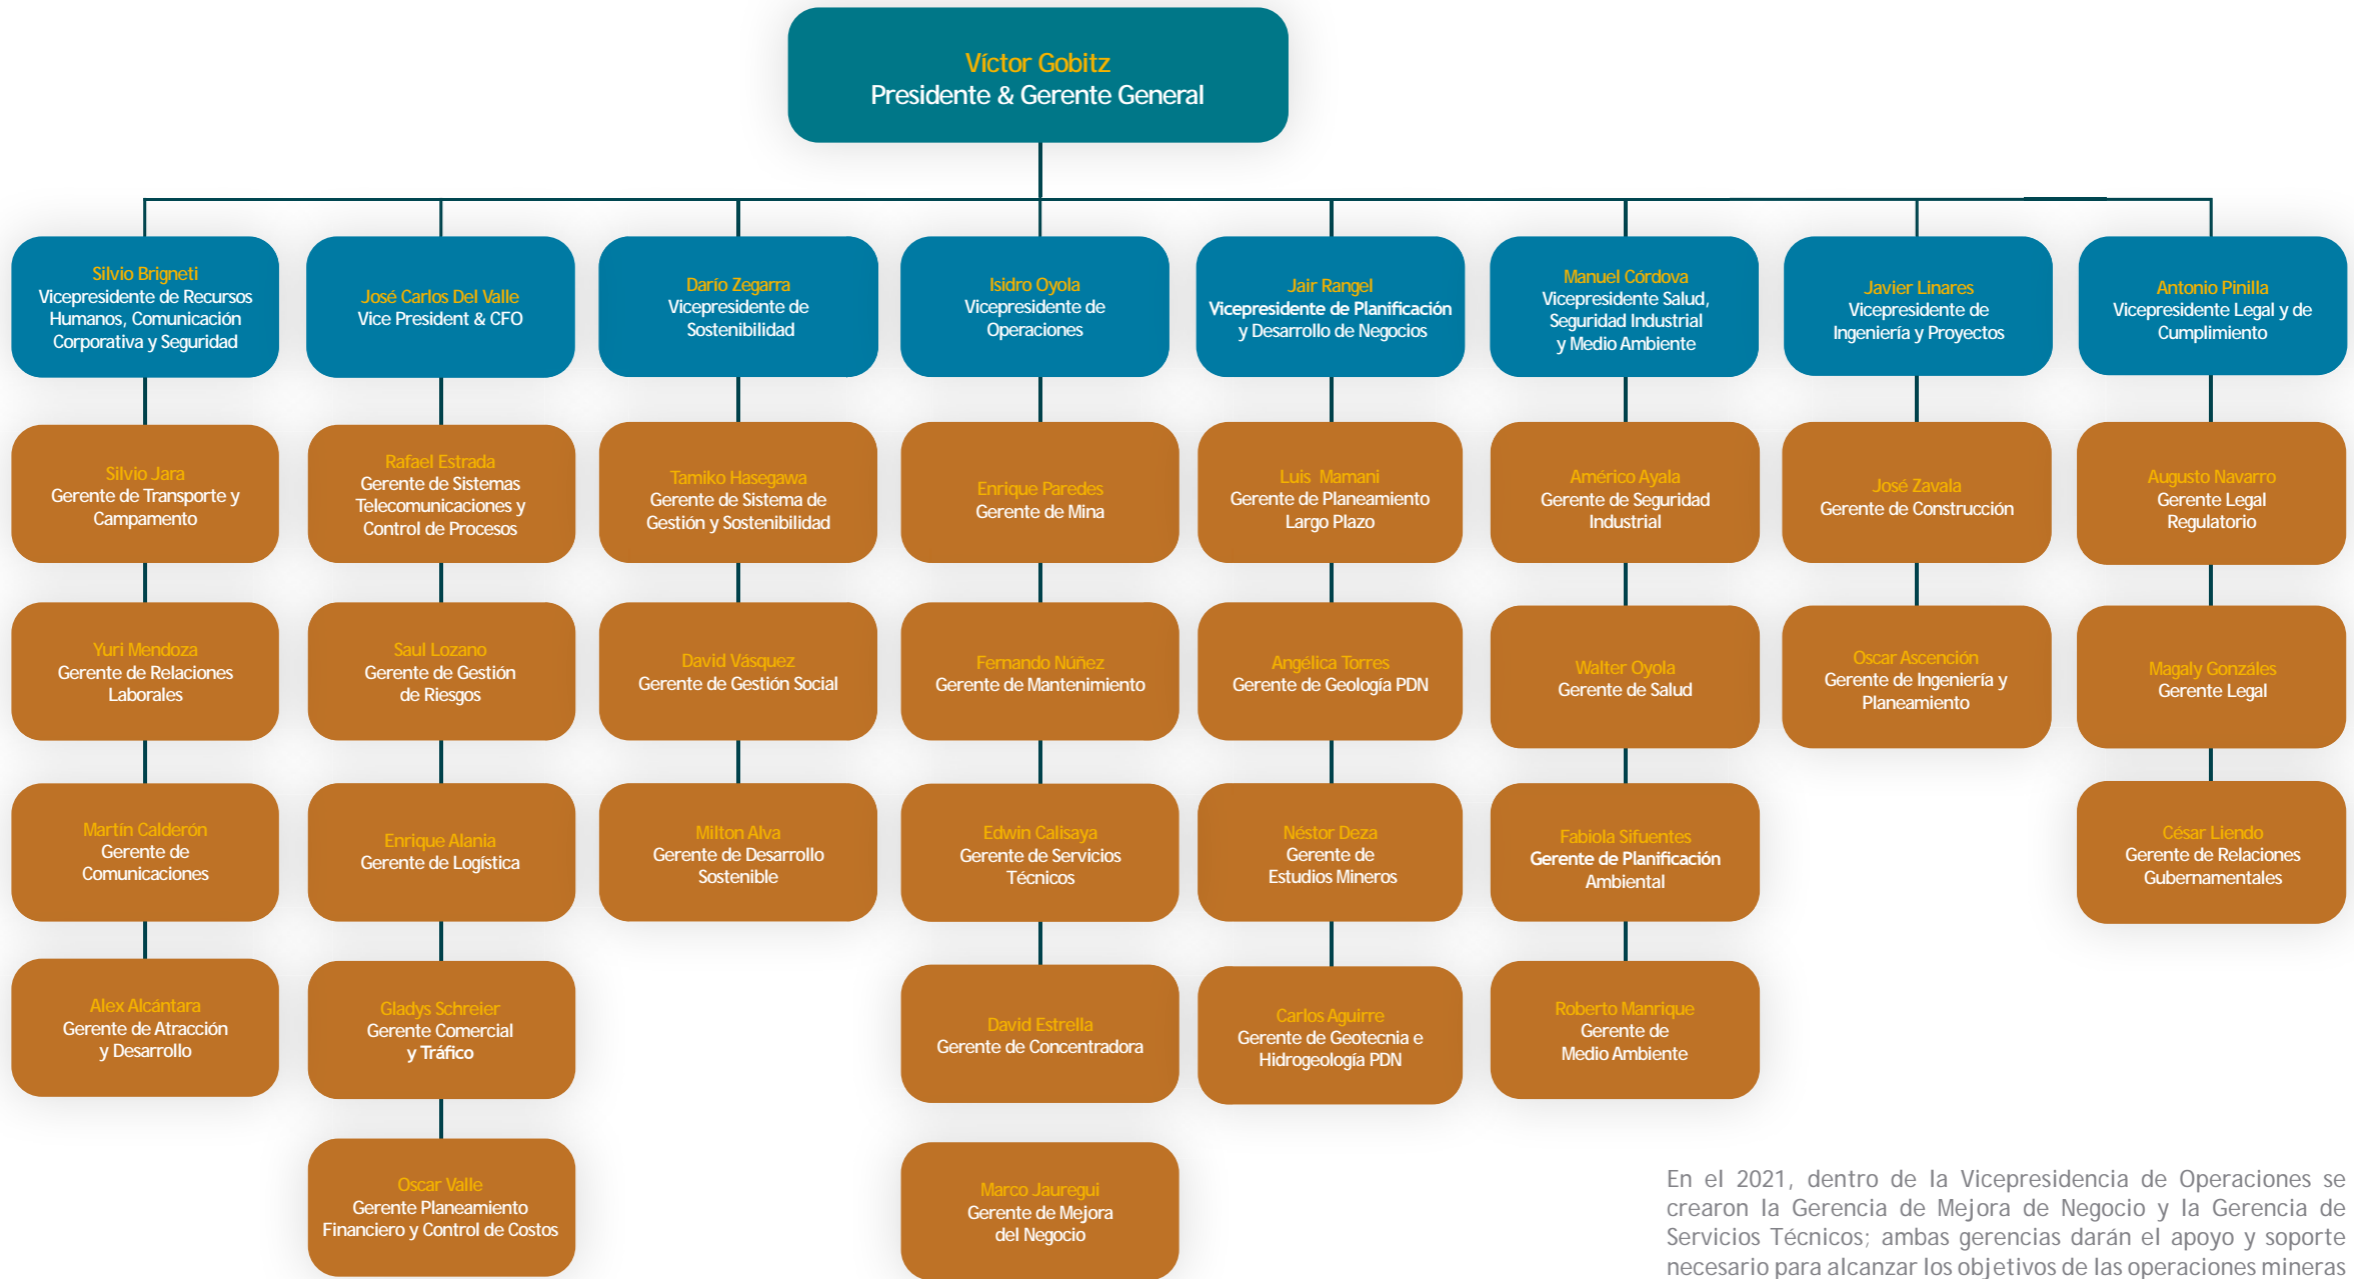 Víctor Gobitz
Presidente & Gerente General
Silvio Brigneti
Vicepresidente de Recursos
Humanos, Comunicación
Corporativa y Seguridad
José Carlos Del Valle
Vice President & CFO
Darío Zegarra
Vicepresidente de
Sostenibilidad
Isidro Oyola
Vicepresidente de
Operaciones
Jair Rangel
Vicepresidente de Planificación
y Desarrollo de Negocios
Manuel Córdova
Vicepresidente Salud,
Seguridad Industrial
y Medio Ambiente
Javier Linares
Vicepresidente de
Ingeniería y Proyectos
Antonio Pinilla
Vicepresidente Legal y de
Cumplimiento
Silvio Jara
Gerente de Transporte y
Campamento
Rafael Estrada
Gerente de Sistemas
Telecomunicaciones y
Control de Procesos
Tamiko Hasegawa
Gerente de Sistema de
Gestión y Sostenibilidad
Enrique Paredes
Gerente de Mina
Luis Mamani
Gerente de Planeamiento
Largo Plazo
Américo Ayala
Gerente de Seguridad
Industrial
José Zavala
Gerente de Construcción
Augusto Navarro
Gerente Legal
Regulatorio
Yuri Mendoza
Gerente de Relaciones
Laborales
Saul Lozano
Gerente de Gestión
de Riesgos
David Vásquez
Gerente de Gestión Social
Fernando Núñez
Gerente de Mantenimiento
Angélica Torres
Gerente de Geología PDN
Walter Oyola
Gerente de Salud
Oscar Ascención
Gerente de Ingeniería y
Planeamiento
Magaly Gonzáles
Gerente Legal
Martín Calderón
Gerente de
Comunicaciones
Enrique Alania
Gerente de Logística
Milton Alva
Gerente de Desarrollo
Sostenible
Edwin Calisaya
Gerente de Servicios
Técnicos
Néstor Deza
Gerente de
Estudios Mineros
Fabiola Sifuentes
Gerente de Planificación
Ambiental
César Liendo
Gerente de Relaciones
Gubernamentales
Alex Alcántara
Gerente de Atracción
y Desarrollo
Gladys Schreier
Gerente Comercial
y Tráfico
David Estrella
Gerente de Concentradora
Carlos Aguirre
Gerente de Geotecnia e
Hidrogeología PDN
Roberto Manrique
Gerente de
Medio Ambiente
Oscar Valle
Gerente Planeamiento
Financiero y Control de Costos
Marco Jauregui
Gerente de Mejora
del Negocio
En el 2021, dentro de la Vicepresidencia de Operaciones se
crearon la Gerencia de Mejora de Negocio y la Gerencia de
Servicios Técnicos; ambas gerencias darán el apoyo y soporte
necesario para alcanzar los objetivos de las operaciones mineras